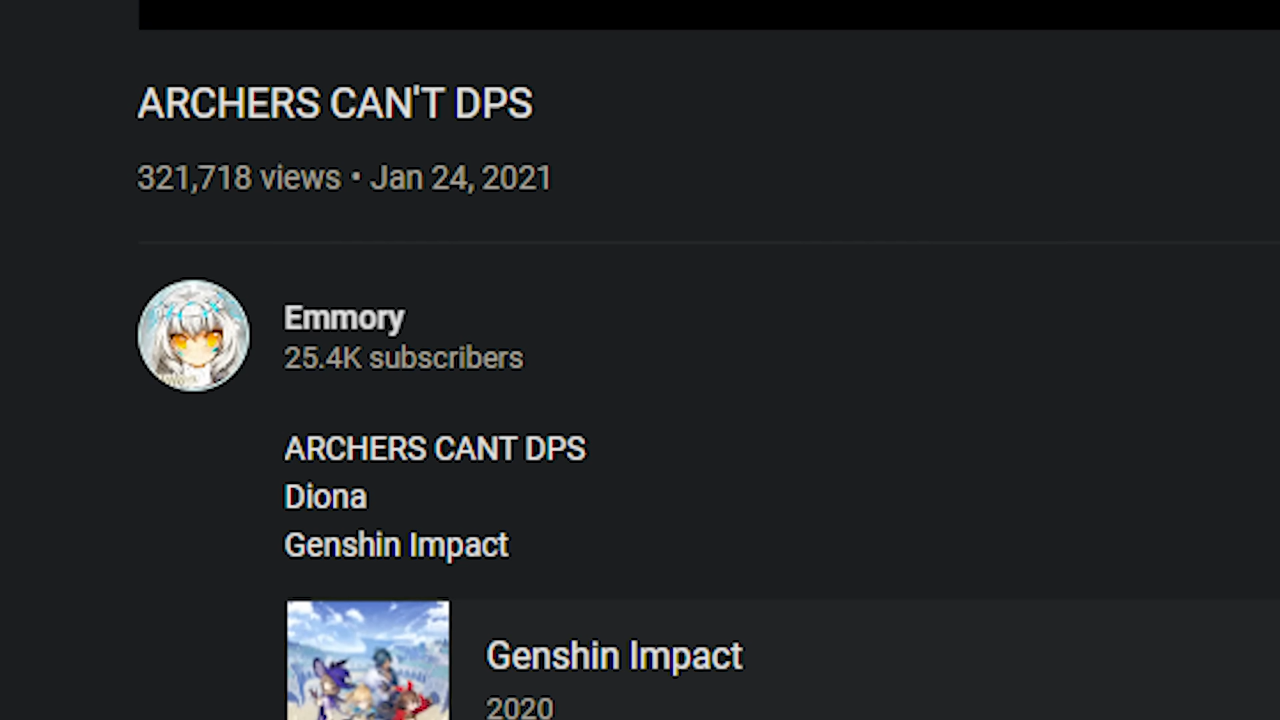 ARCHERS CAN'T DPS
321,718 views • Jan 24, 2021
Emmory
25.4K subscribers
ARCHERS CANT DPS
Diona
Genshin Impact
Genshin Impact
2020